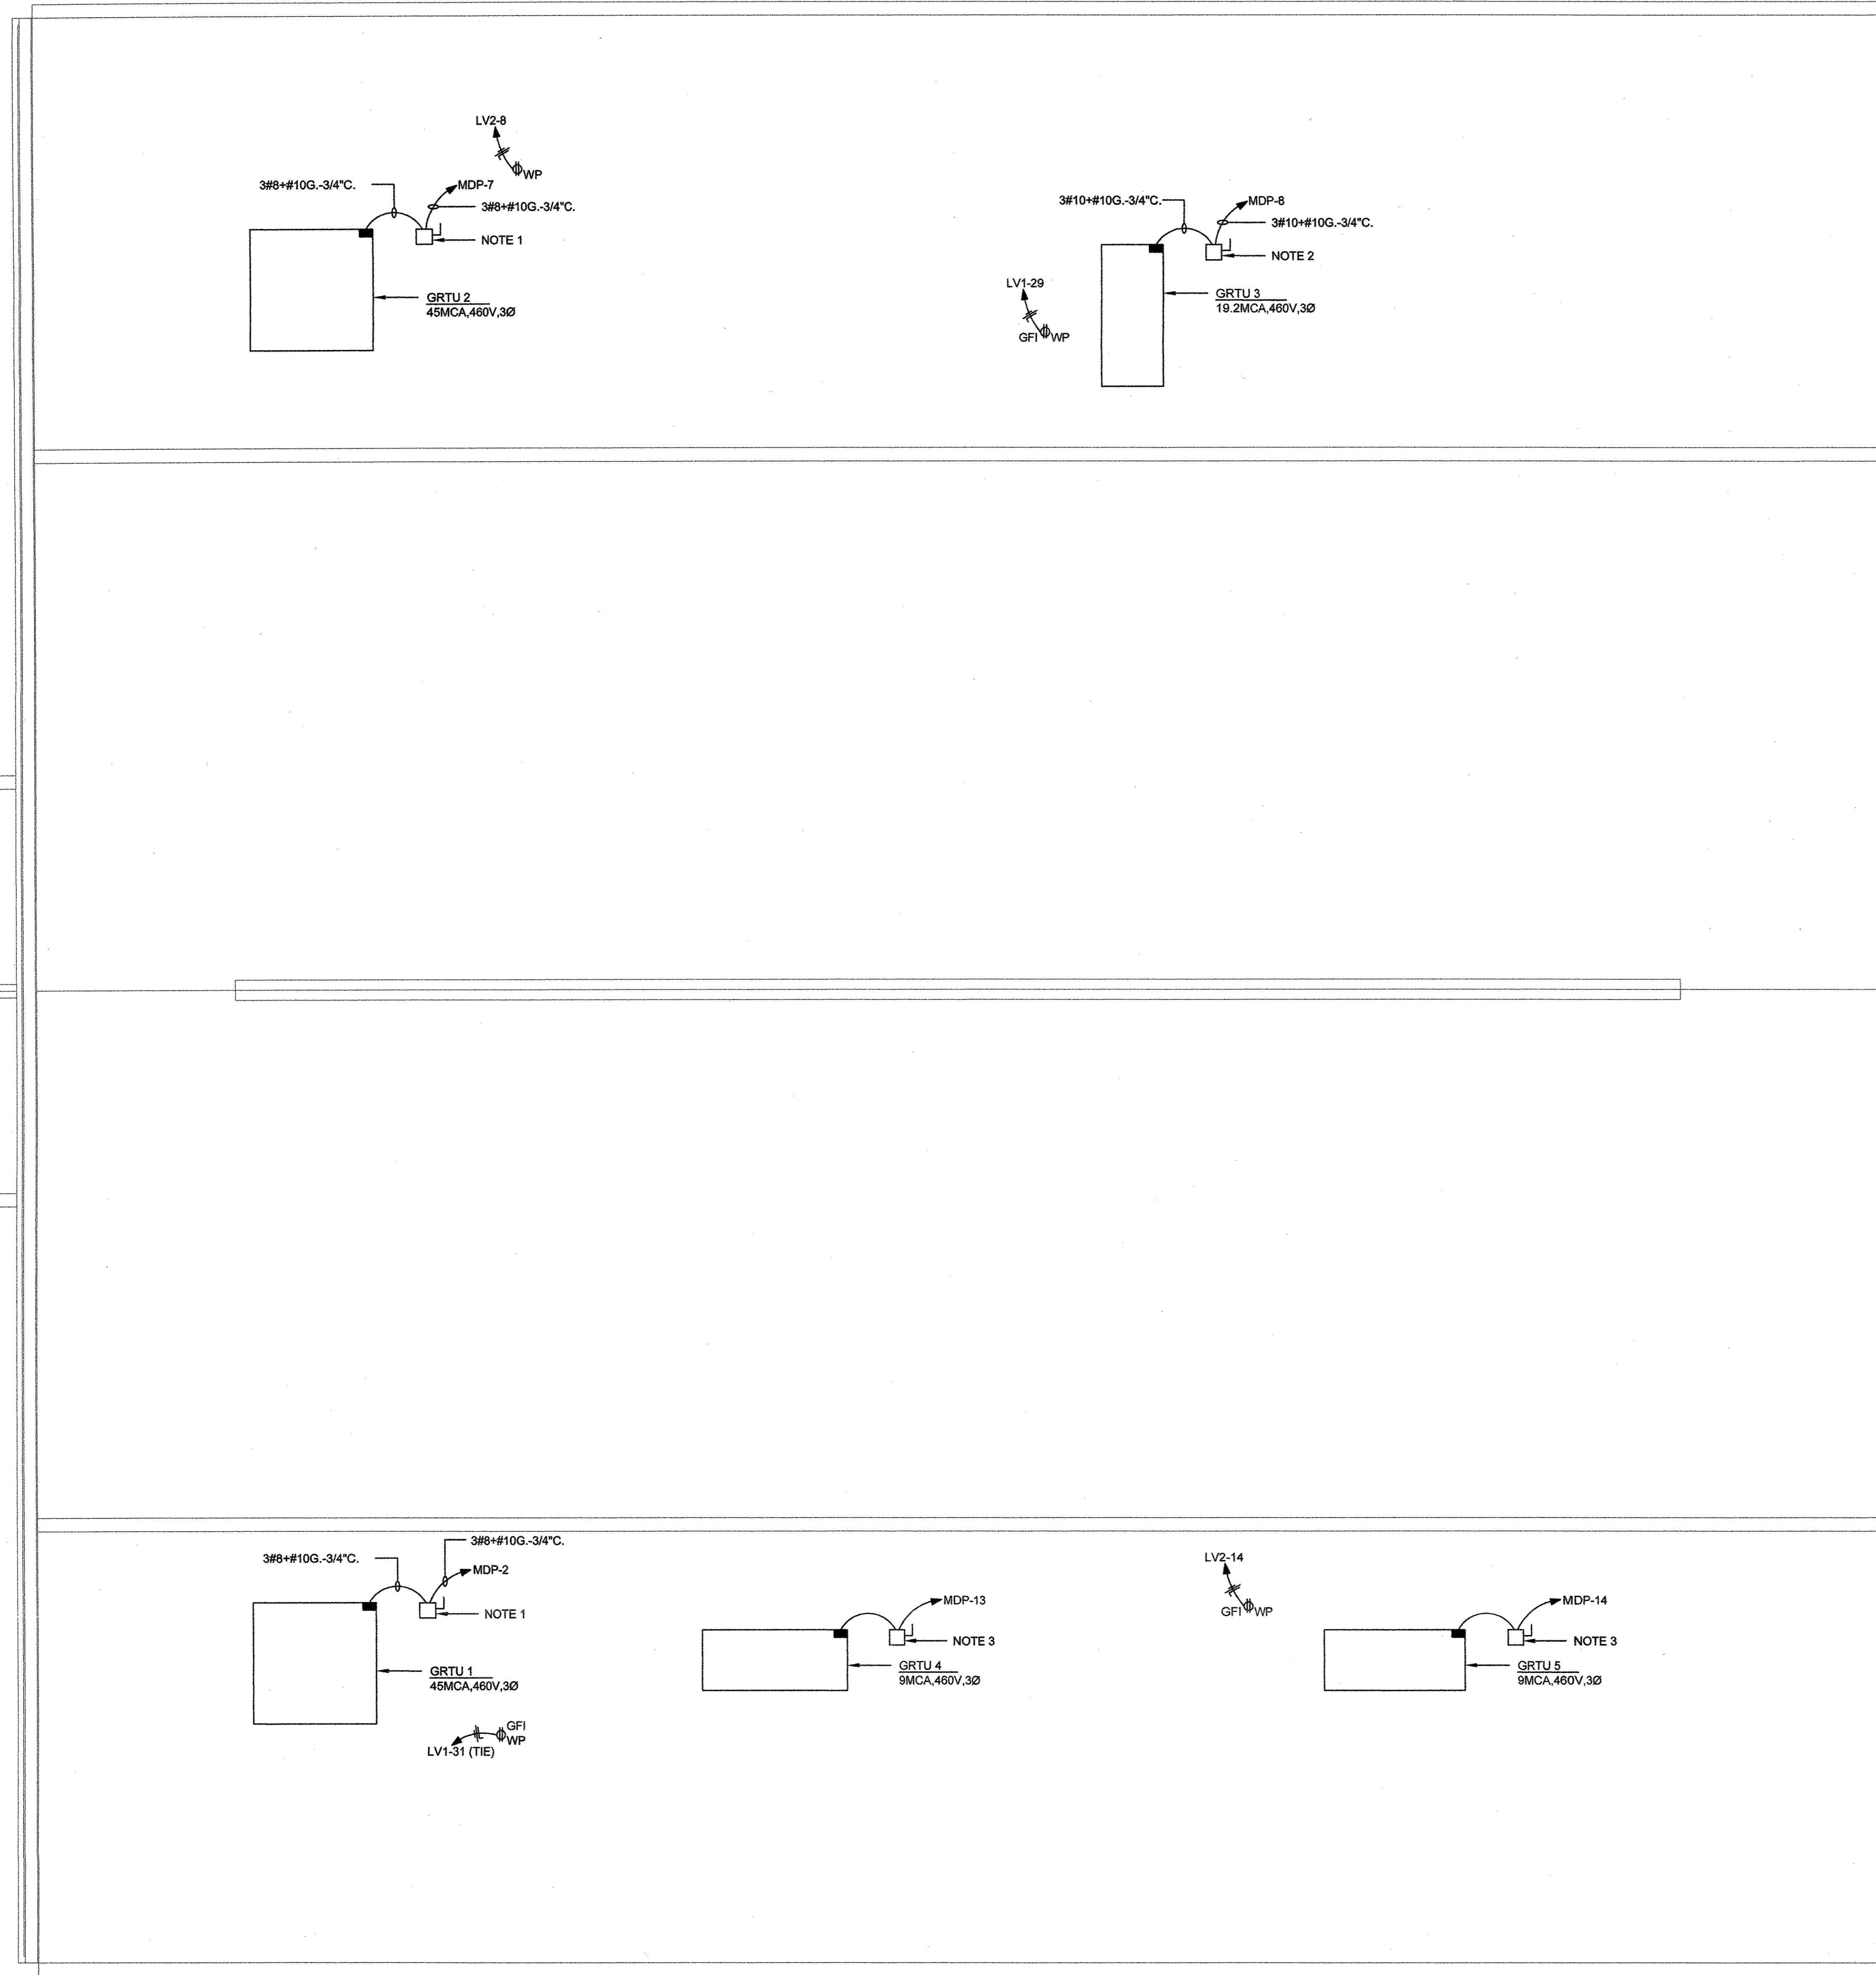 LV2-8
WP
3#8+#10G.-3/4"C.
MDP-7
3#8+#10G.-3/4"C.
NOTE 1
GRTU 2
45MCA,460V,3Ø
3#10+#10G.-3/4"C.
MDP-8
3#10+#10G.-3/4"C.
NOTE 2
LV1-29
GFI WP
GRTU 3
19.2MCA,460V,3Ø
3#8+#10G.-3/4"C.
3#8+#10G.-3/4"C.
MDP-2
NOTE 1
GRTU 1
45MCA,460V,3Ø
GFI
WP
LV1-31 (TIE)
MDP-13
NOTE 3
GRTU 4
9MCA,460V,3Ø
LV2-14
GFI WP
MDP-14
NOTE 3
GRTU 5
9MCA,460V,3Ø